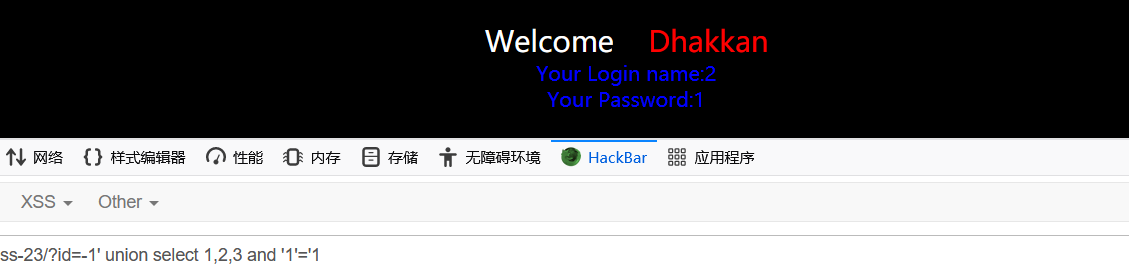 Welcome Dhakkan
Your Login name:2
Your Password:1
网络 样式编辑器 性能 内存 存储 无障碍环境 HackBar 应用程序
XSS Other
ss-23/?id=-1' union select 1,2,3 and '1'='1